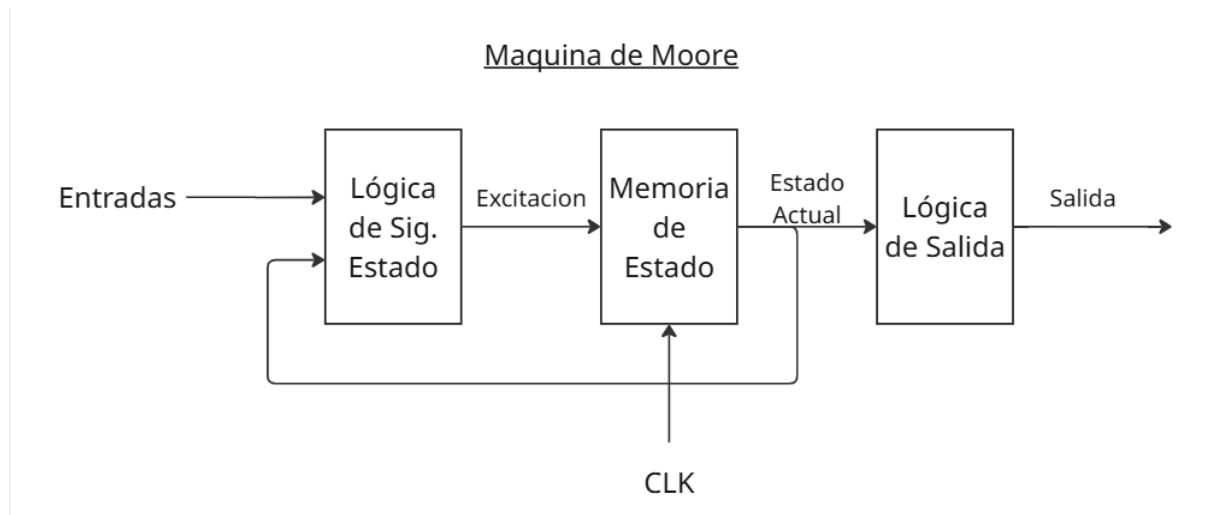 Maquina de Moore
Entradas
Lógica
de Sig.
Estado
Excitacion
Memoria
de
Estado
Estado
Actual
Lógica
de Salida
Salida
CLK